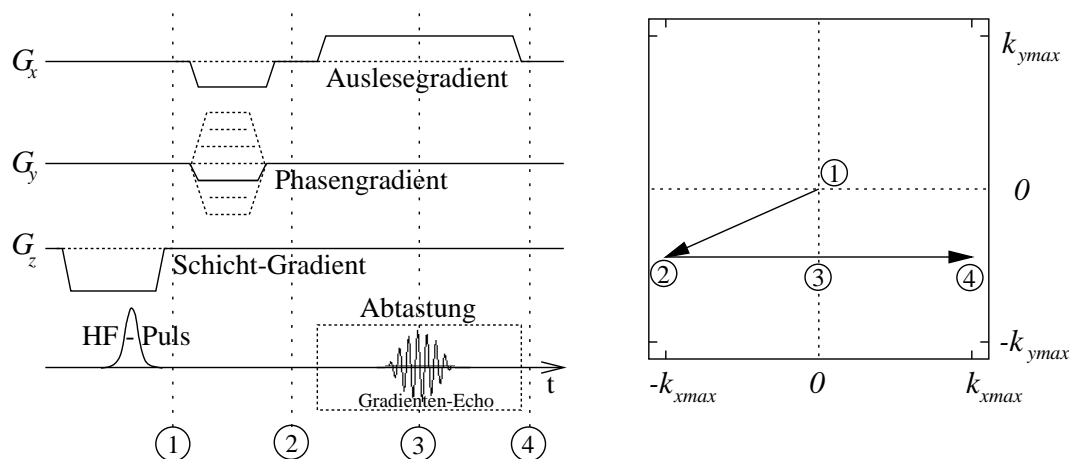 G_x
Auslesegradient
G_y
Phasengradient
G_z
Schicht-Gradient
HF - Puls
Abtastung
Gradienten-Echo
t
1 2 3 4
k_ymax
1
0
2 3 4
-k_ymax
-k_xmax 0 k_xmax